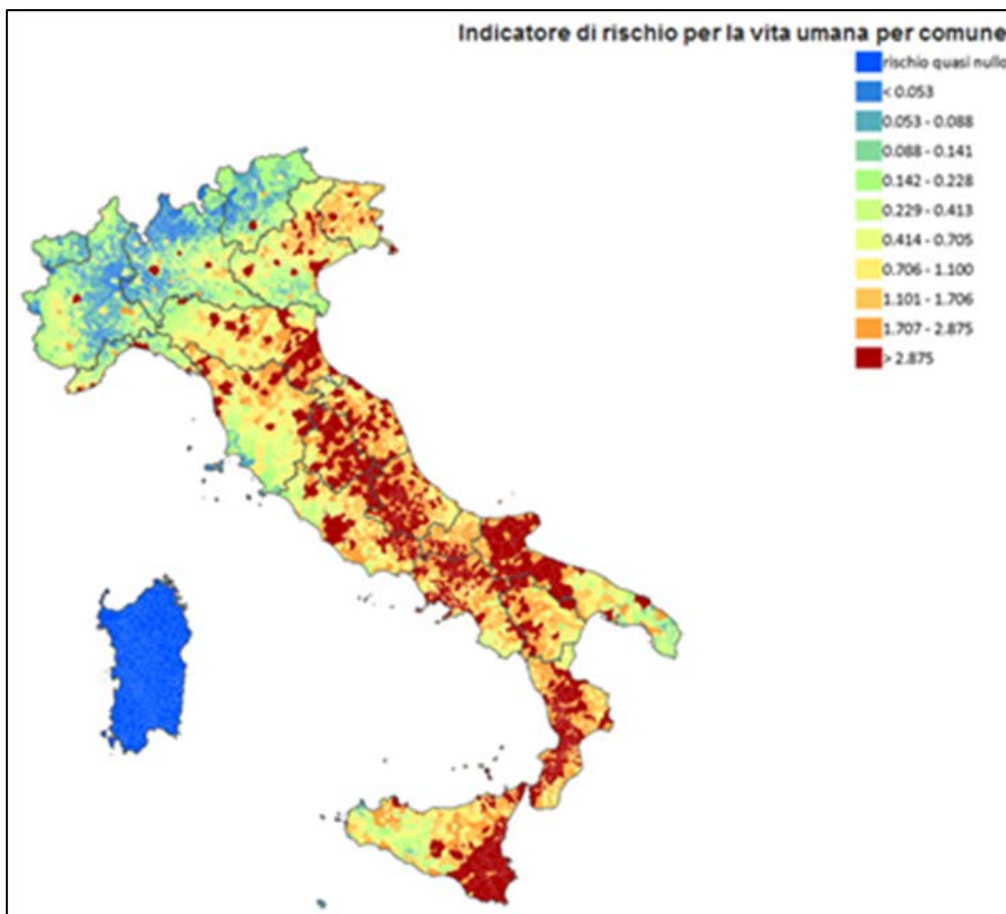 Indicatore di rischio per la vita umana per comune
rischio quasi nullo
< 0.053
0.053 - 0.088
0.088 - 0.141
0.142 - 0.228
0.229 - 0.413
0.414 - 0.705
0.706 - 1.100
1.101 - 1.706
1.707 - 2.875
> 2.875